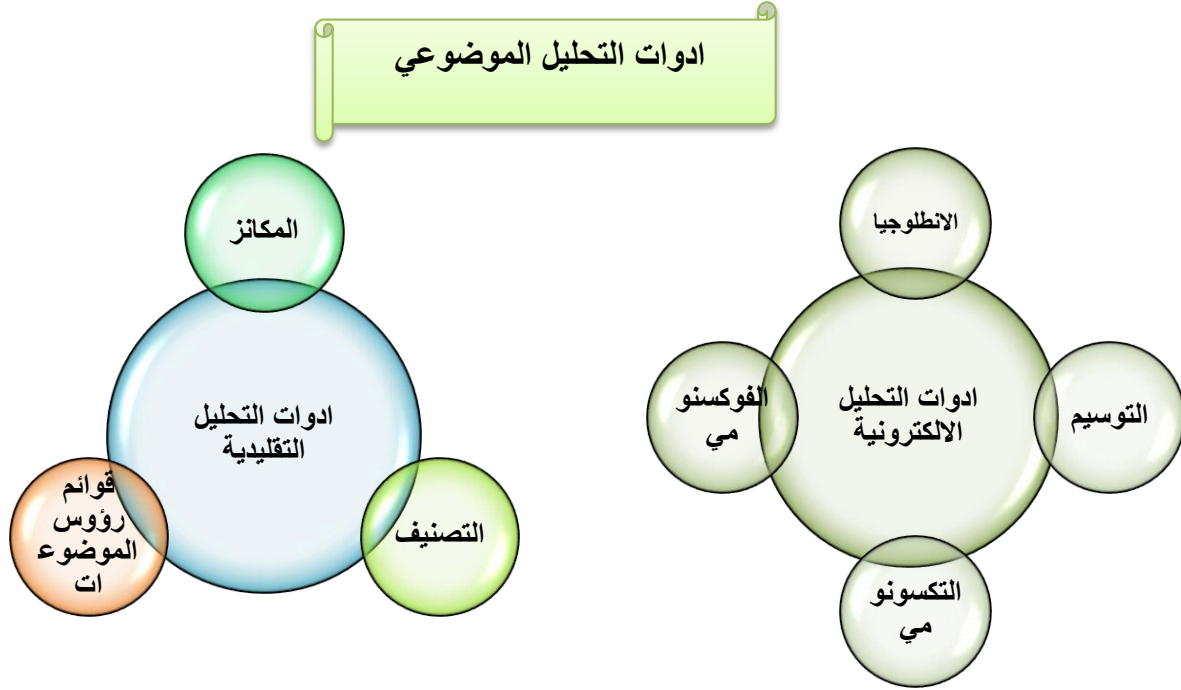 ادوات التحليل الموضوعي
المكانز
ادوات التحليل
التقليدية
قوائم
رؤوس
الموضوع
ات
التصنيف
الانطلوجيا
الفوكسنو
مي
ادوات التحليل
الالكترونية
التوسيم
التكسونو
مي